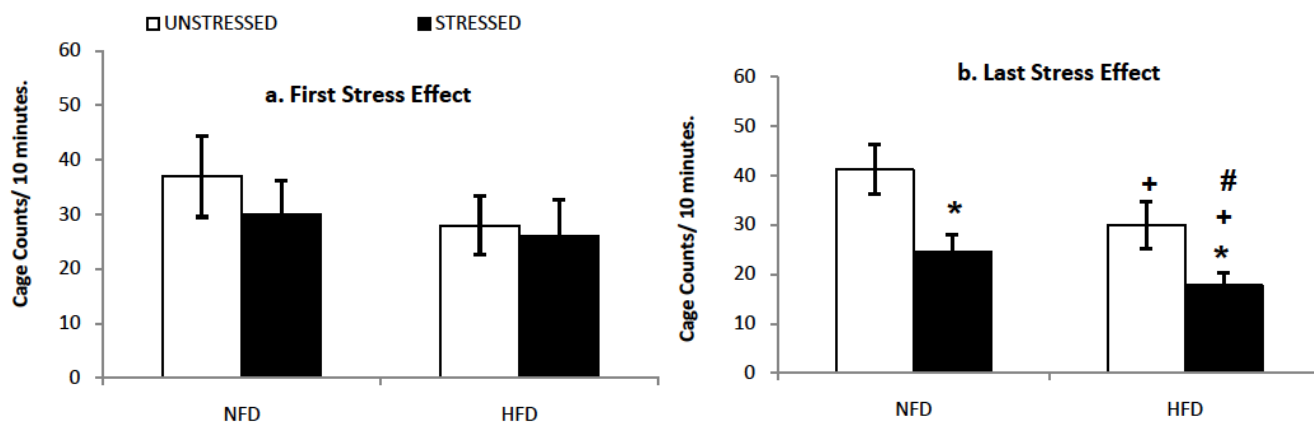 UNSTRESSED STRESSED
a. First Stress Effect
Cage Counts/ 10 minutes.
60
50
40
30
20
10
0
NFD HFD
b. Last Stress Effect
Cage Counts/ 10 minutes.
60
50
40
30
20
10
0
*
+
#
+
*
NFD HFD